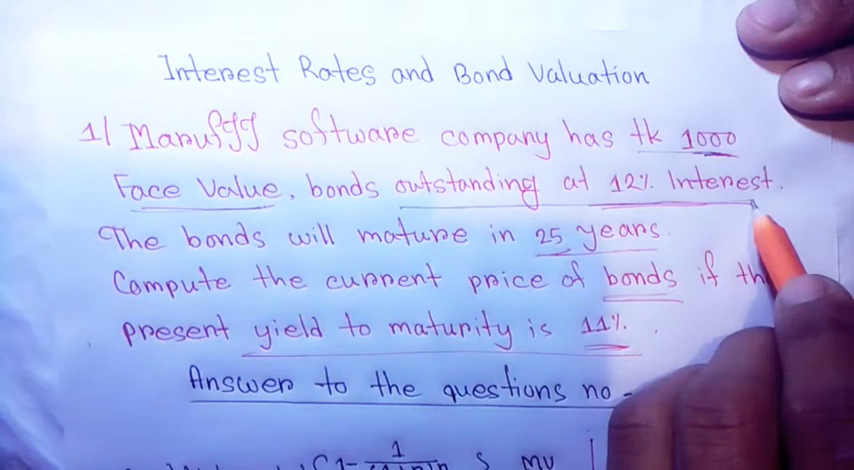 Interest Rates and Bond Valuation
1) software company has tk 1000
Face Value, bonds outstanding at 12% Interest.
The bonds will mature in 25 years.
Compute the current price of bonds if th
present yield to maturity is 11%.
Answer to the questions no -
1